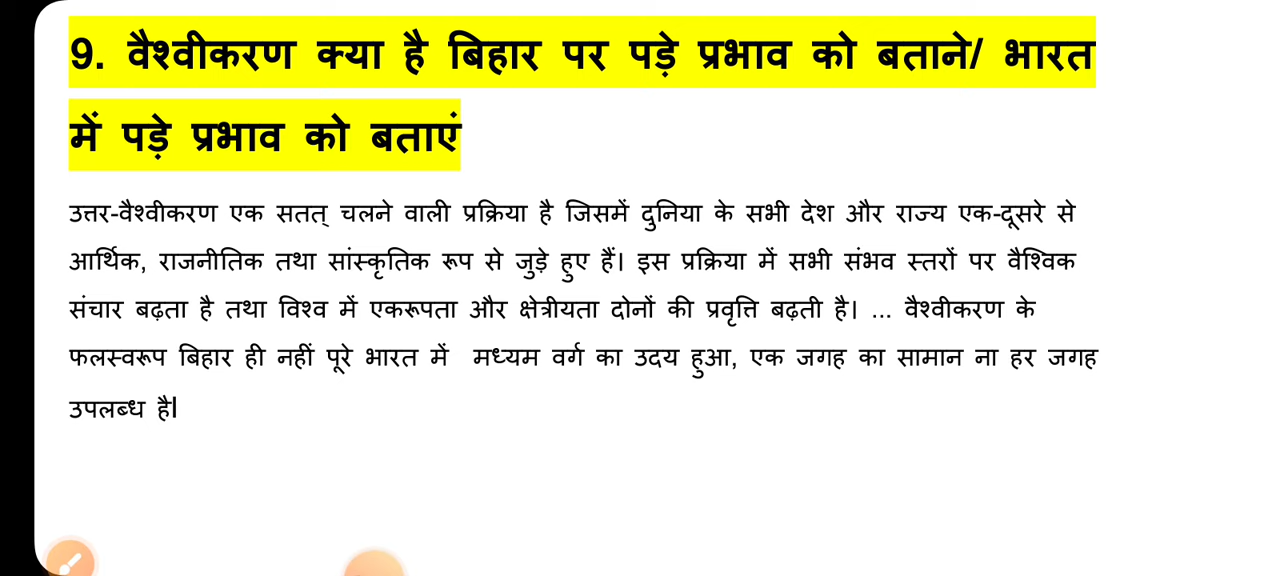 9. वैश्वीकरण क्या है बिहार पर पड़े प्रभाव को बताने/ भारत
में पड़े प्रभाव को बताएं
उत्तर-वैश्वीकरण एक सतत् चलने वाली प्रक्रिया है जिसमें दुनिया के सभी देश और राज्य एक-दूसरे से
आर्थिक, राजनीतिक तथा सांस्कृतिक रूप से जुड़े हुए हैं। इस प्रक्रिया में सभी संभव स्तरों पर वैश्विक
संचार बढ़ता है तथा विश्व में एकरूपता और क्षेत्रीयता दोनों की प्रवृत्ति बढ़ती है। ... वैश्वीकरण के
फलस्वरूप बिहार ही नहीं पूरे भारत में मध्यम वर्ग का उदय हुआ, एक जगह का सामान ना हर जगह
उपलब्ध है।